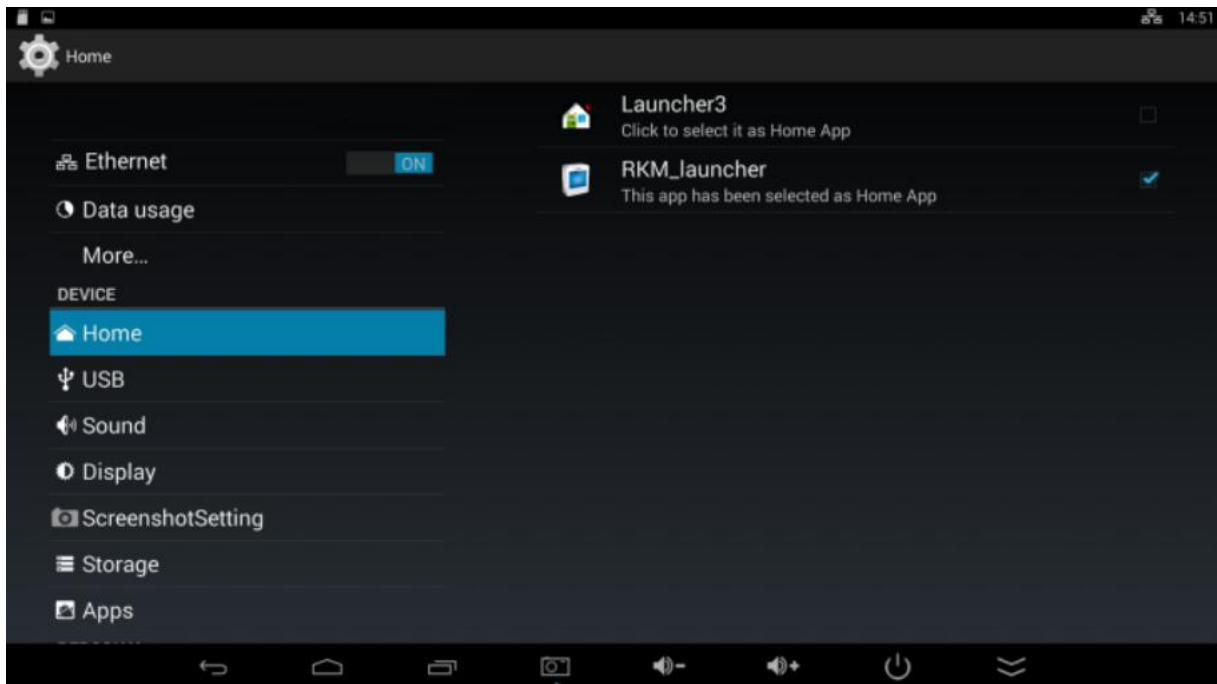 14:51
Home
Ethernet
ON
Data usage
More...
DEVICE
Home
USB
Sound
Display
ScreenshotSetting
Storage
Apps
Launcher3
Click to select it as Home App
RKM_launcher
This app has been selected as Home App